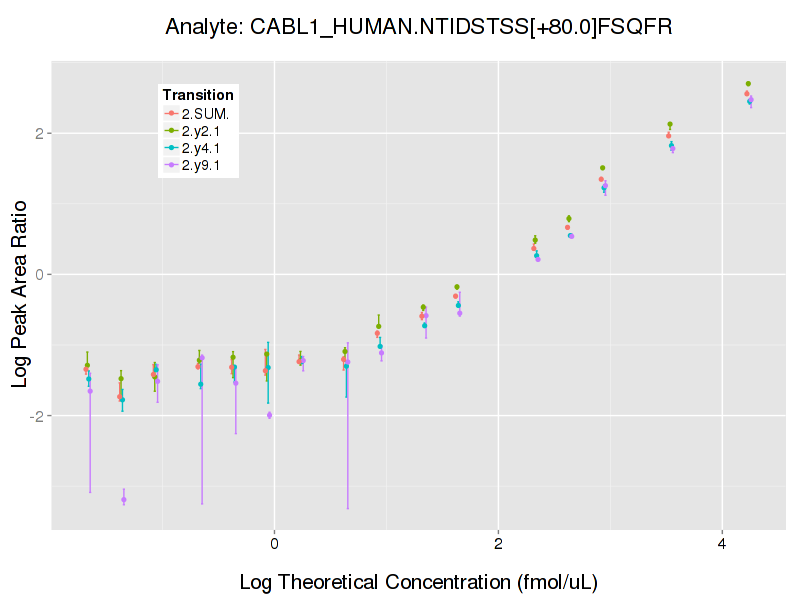 Analyte: CABL1_HUMAN.NTIDSTSS[+80.0]FSQFR
Transition
2.SUM.
2.y2.1
2.y4.1
2.y9.1
2
0
-2
Log Peak Area Ratio
0 2 4
Log Theoretical Concentration (fmol/uL)